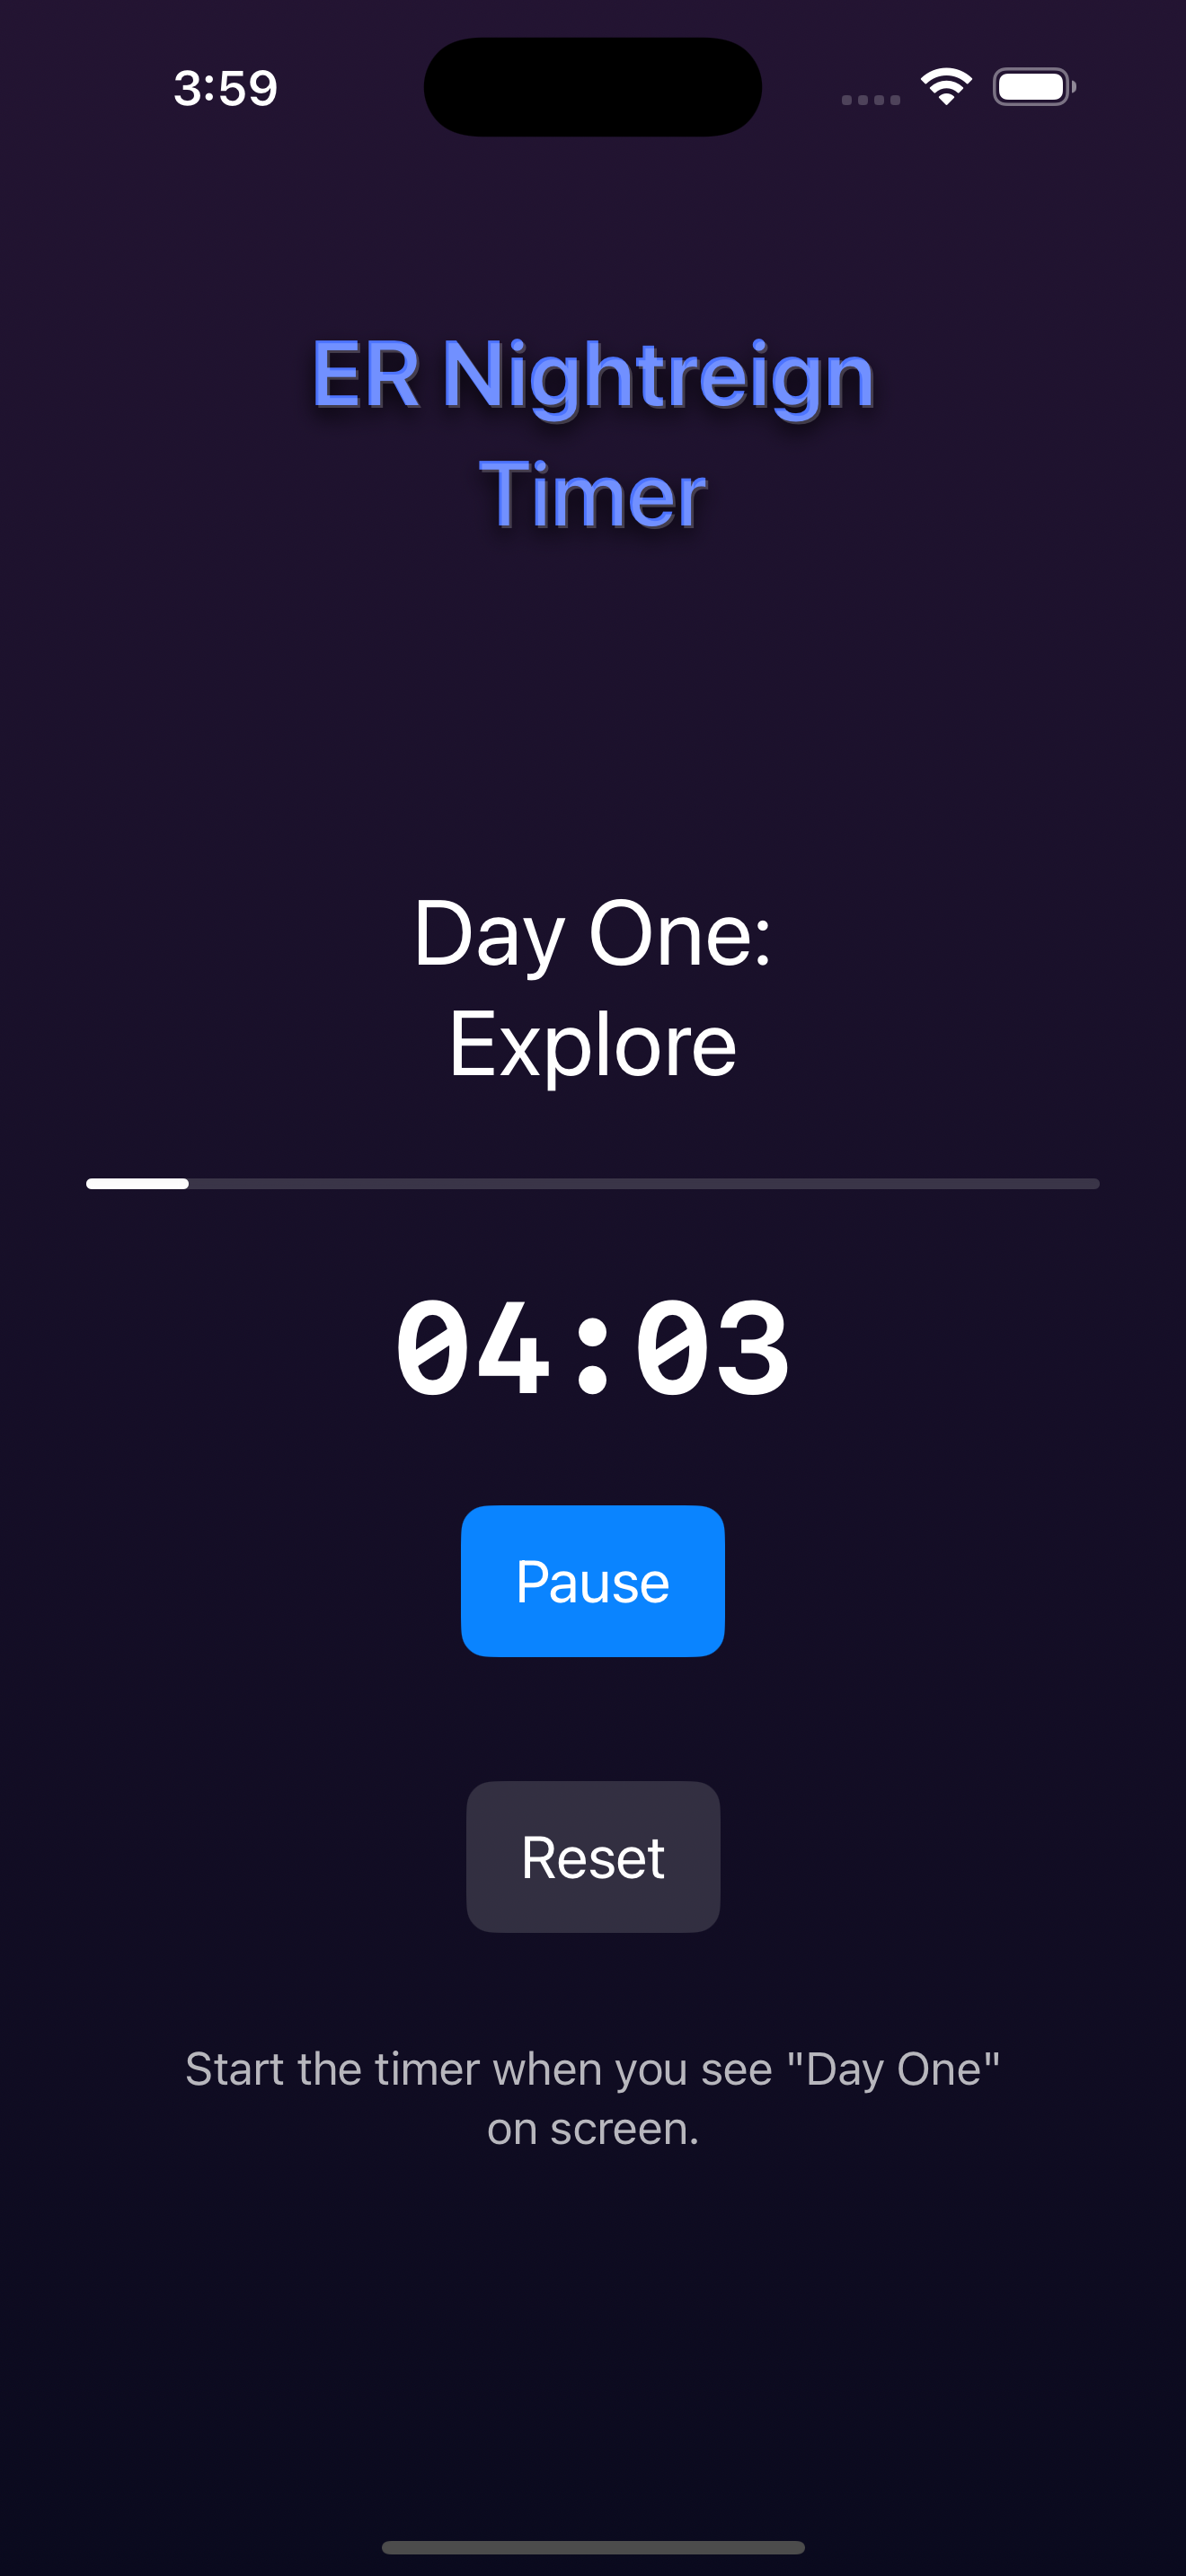 3:59
ER Nightreign
Timer
Day One:
Explore
04:03
Pause
Reset
Start the timer when you see "Day One"
on screen.